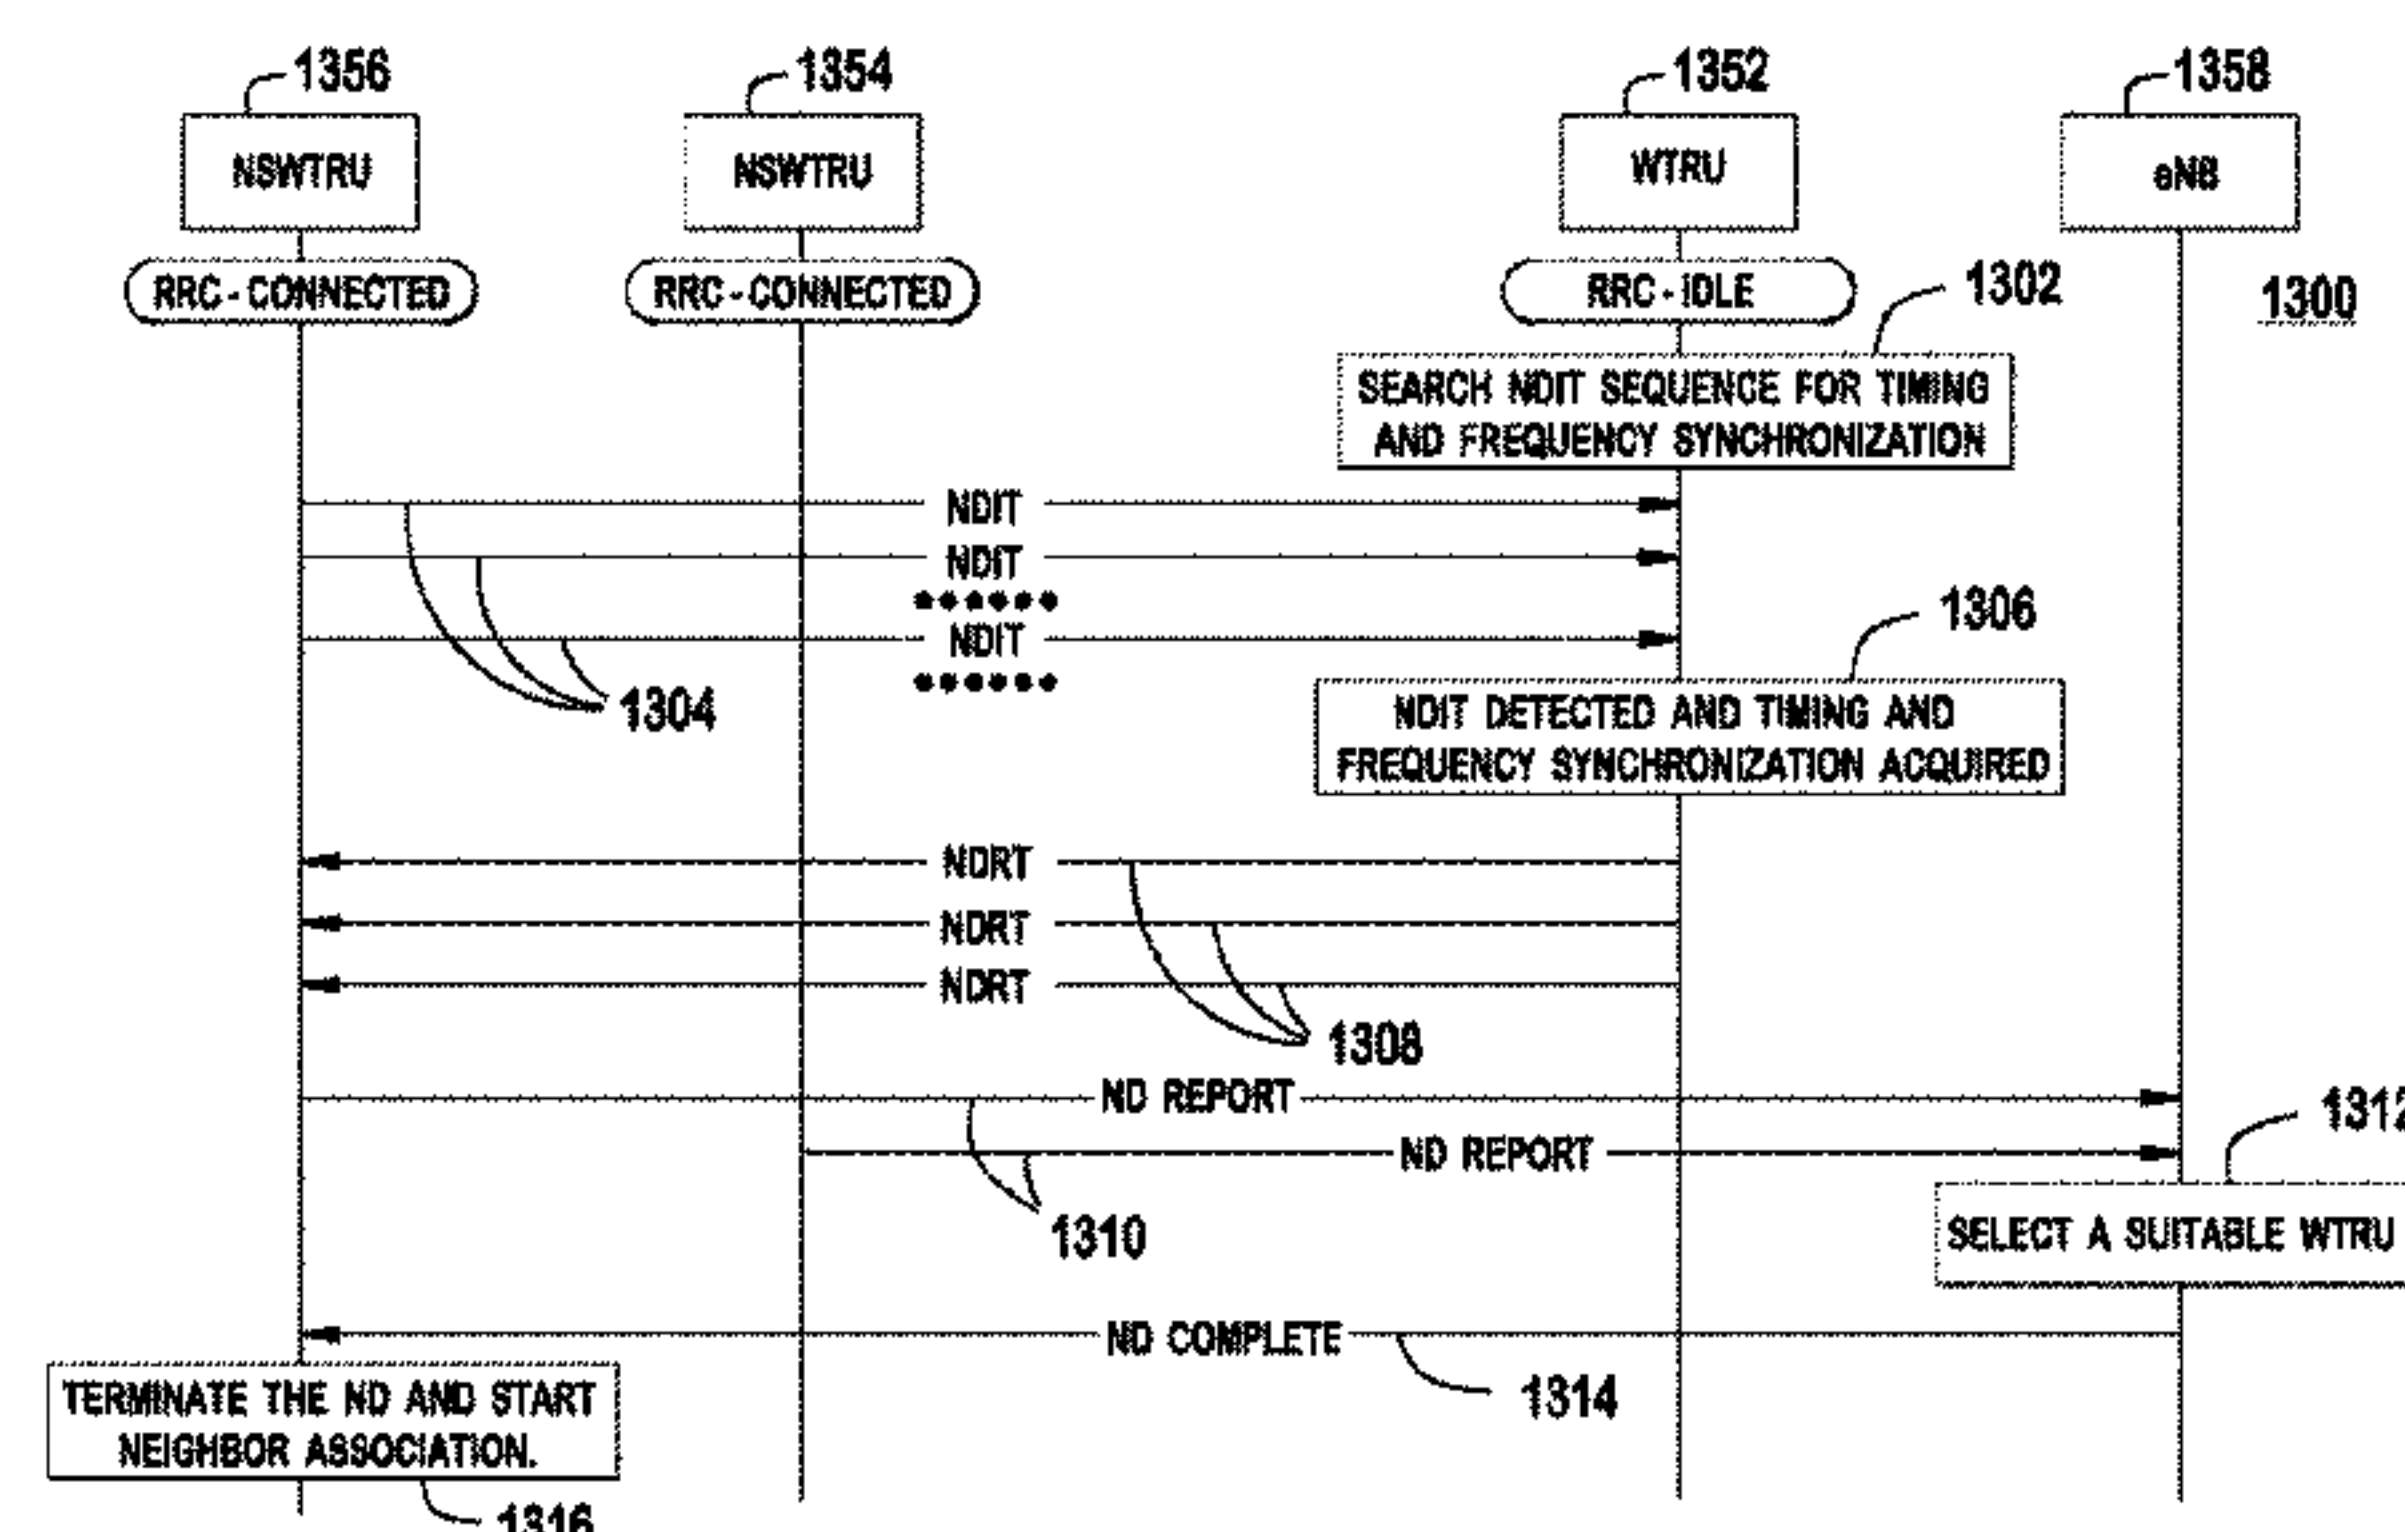 1356
1354
1352
1358
NSWTRU
NSWTRU
WTRU
eNB
RRC-CONNECTED
RRC-CONNECTED
RRC-IDLE
1302
1300
SEARCH NDIT SEQUENCE FOR TIMING
AND FREQUENCY SYNCHRONIZATION
NDIT
NDIT
NDIT
1304
1306
NDIT DETECTED AND TIMING AND
FREQUENCY SYNCHRONIZATION ACQUIRED
NDRT
NDRT
NDRT
1308
ND REPORT
1312
ND REPORT
1310
SELECT A SUITABLE WTRU
ND COMPLETE
1314
TERMINATE THE ND AND START
NEIGHBOR ASSOCIATION.
1316